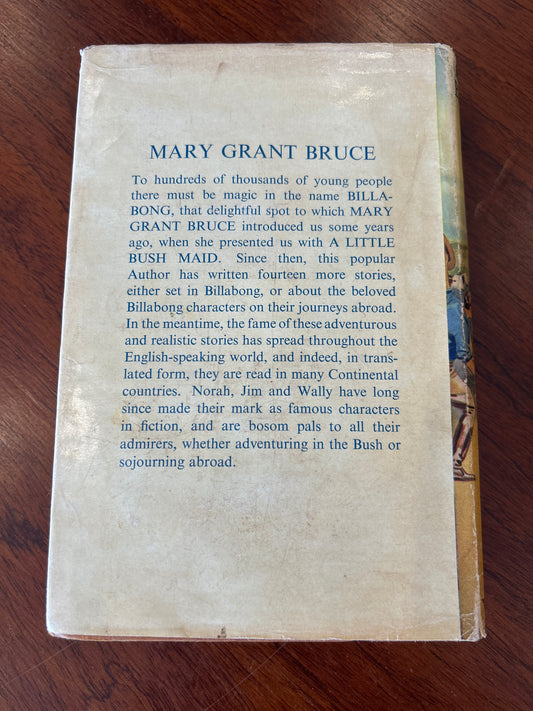 MARY GRANT BRUCE
To hundreds of thousands of young people
there must be magic in the name BILLA-
BONG, that delightful spot to which MARY
GRANT BRUCE introduced us some years
ago, when she presented us with A LITTLE
BUSH MAID. Since then, this popular
Author has written fourteen more stories,
either set in Billabong, or about the beloved
Billabong characters on their journeys abroad.
In the meantime, the fame of these adventurous
and realistic stories has spread throughout the
English-speaking world, and indeed, in trans-
lated form, they are read in many Continental
countries. Norah, Jim and Wally have long
since made their mark as famous characters
in fiction, and are bosom pals to all their
admirers, whether adventuring in the Bush or
sojourning abroad.